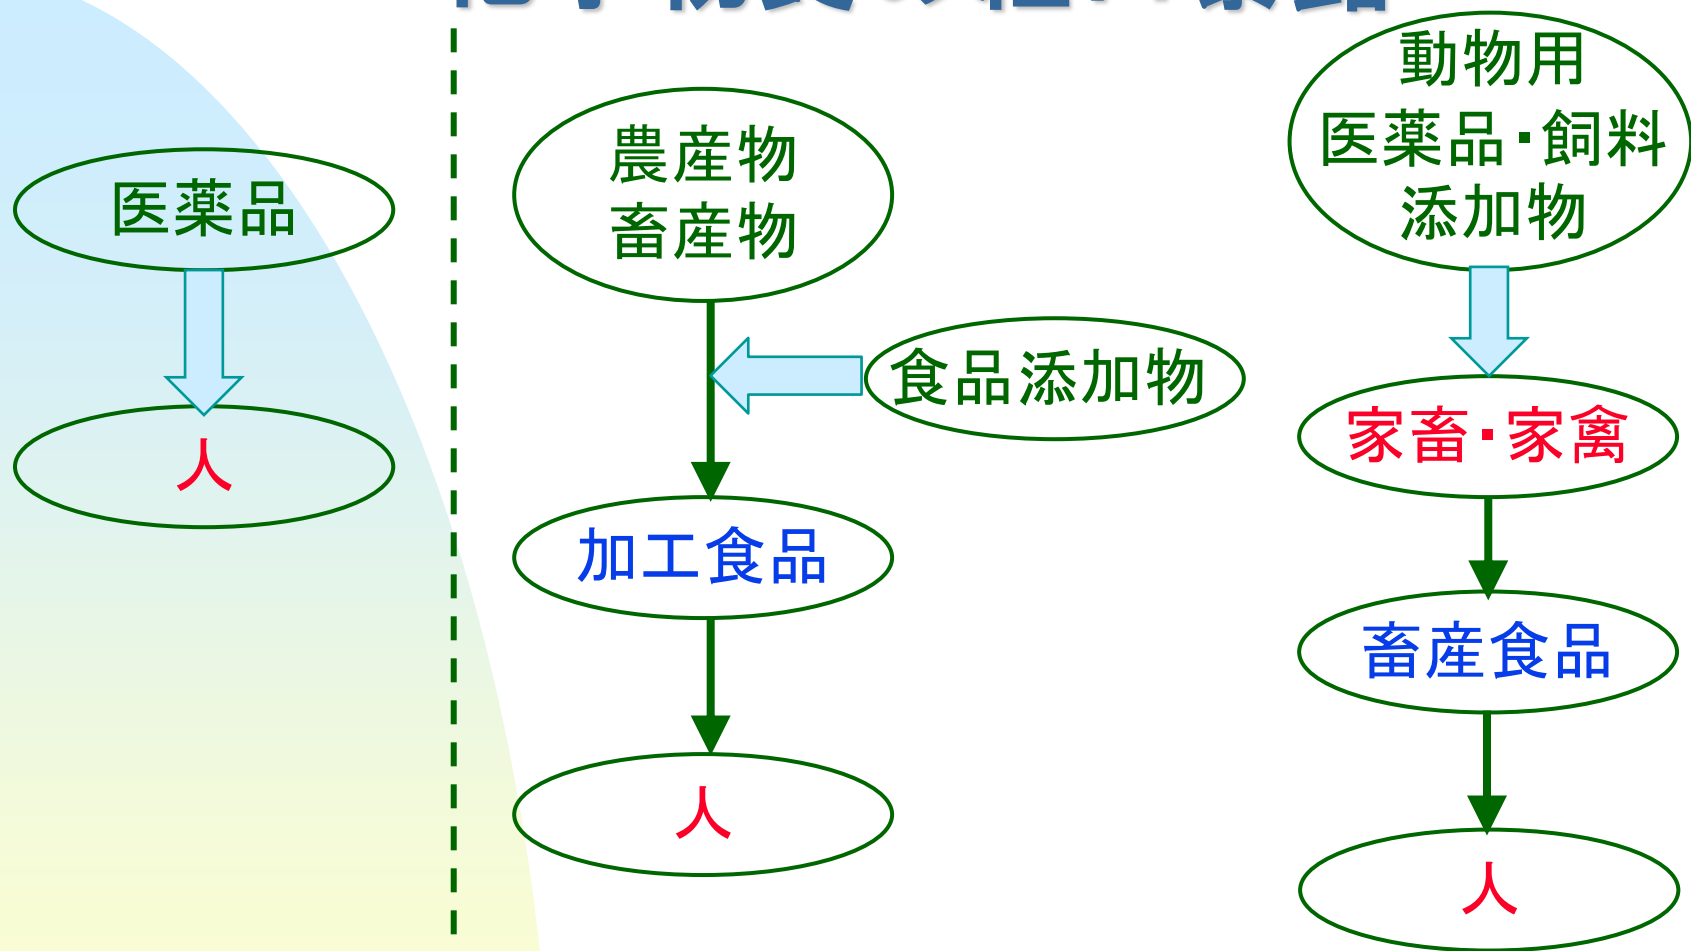 医薬品
人
農産物
畜産物
食品添加物
加工食品
人
動物用
医薬品・飼料
添加物
家畜・家禽
畜産食品
人